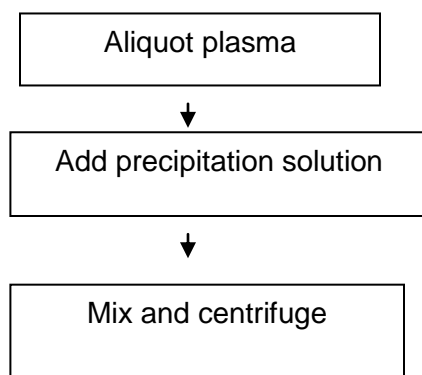 Aliquot plasma
Add precipitation solution
Mix and centrifuge